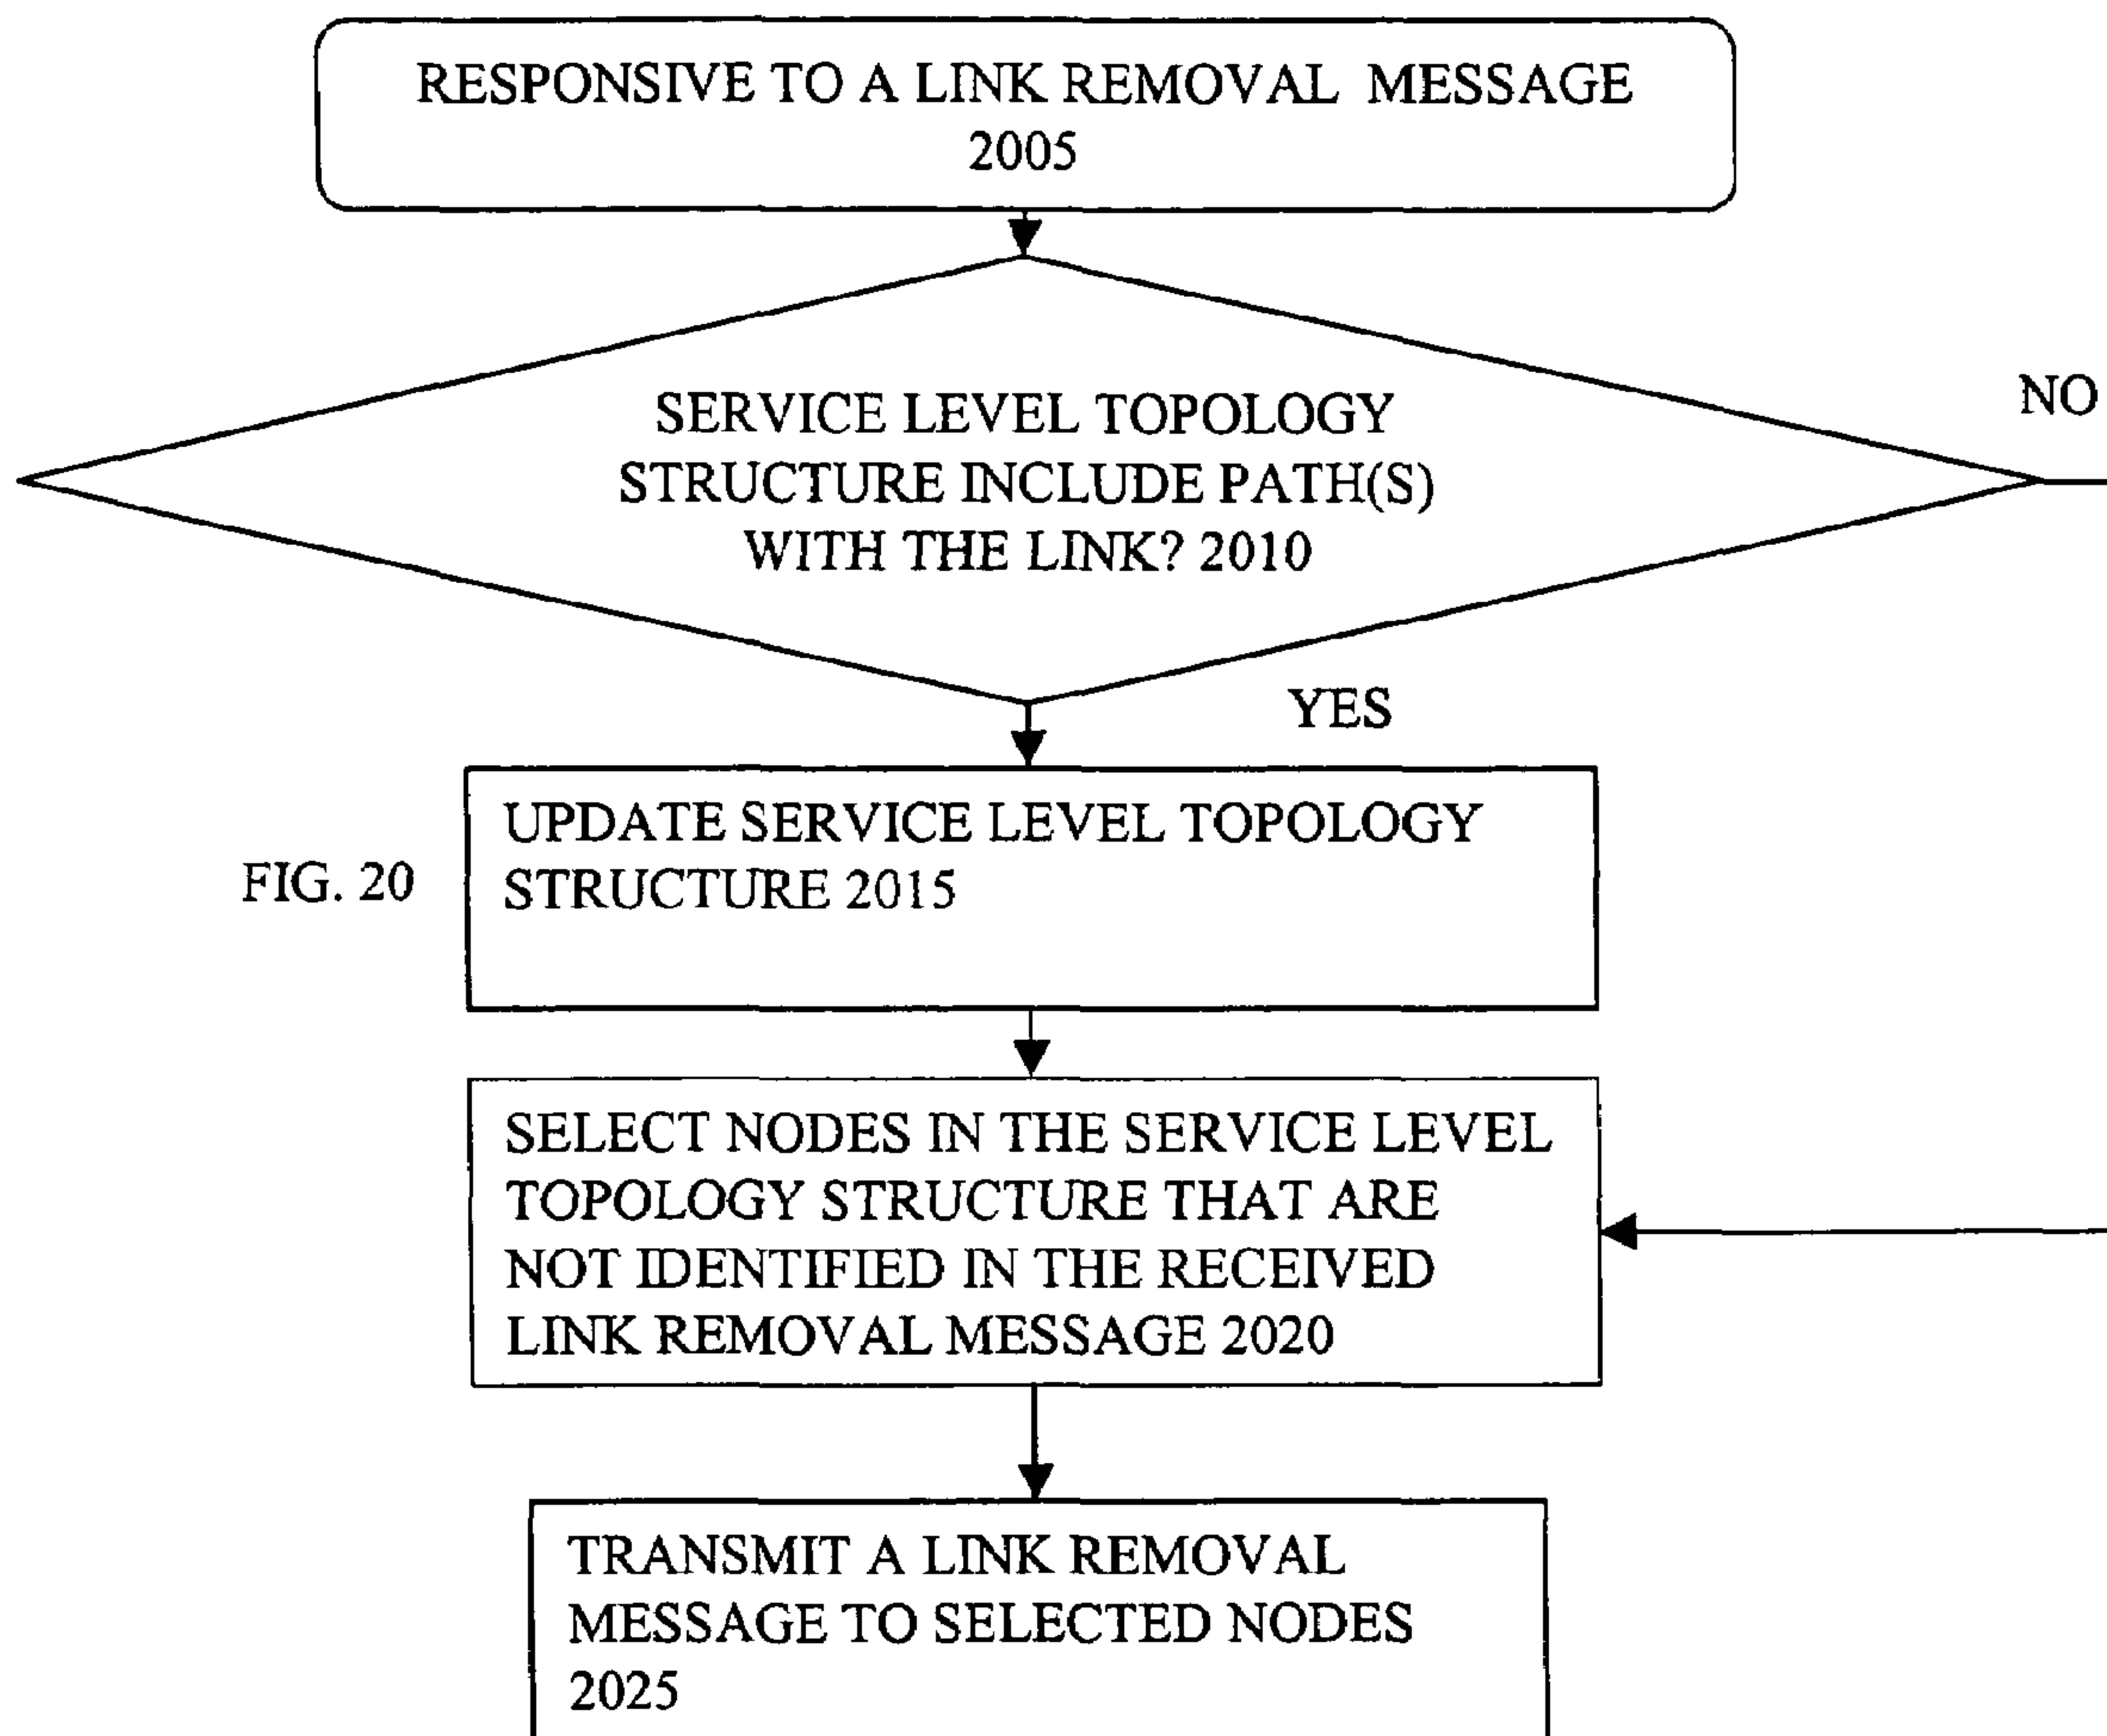 RESPONSIVE TO A LINK REMOVAL MESSAGE
2005
SERVICE LEVEL TOPOLOGY
STRUCTURE INCLUDE PATH(S)
WITH THE LINK? 2010
NO
YES
UPDATE SERVICE LEVEL TOPOLOGY
STRUCTURE 2015
FIG. 20
SELECT NODES IN THE SERVICE LEVEL
TOPOLOGY STRUCTURE THAT ARE
NOT IDENTIFIED IN THE RECEIVED
LINK REMOVAL MESSAGE 2020
TRANSMIT A LINK REMOVAL
MESSAGE TO SELECTED NODES
2025